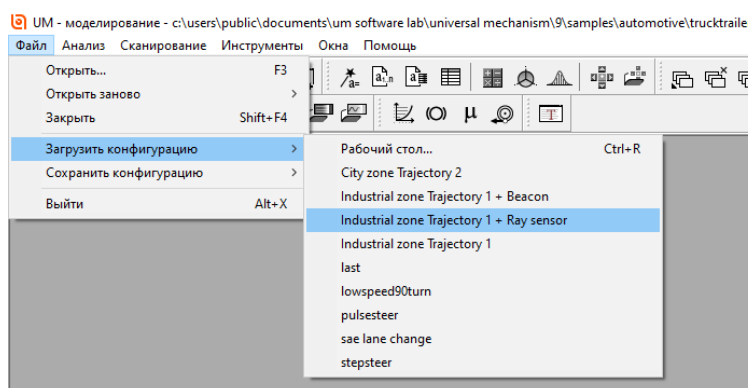 UM - моделирование - c:\users\public\documents\um software lab\universal mechanism\9\samples\automotive\trucktraile
Файл Анализ Сканирование Инструменты Окна Помощь
Открыть... F3
Открыть заново
Закрыть Shift+F4
Загрузить конфигурацию
Сохранить конфигурацию
Выйти Alt+X
Рабочий стол... Ctrl+R
City zone Trajectory 2
Industrial zone Trajectory 1 + Beacon
Industrial zone Trajectory 1 + Ray sensor
Industrial zone Trajectory 1
last
lowspeed90turn
pulsesteer
sae lane change
stepsteer